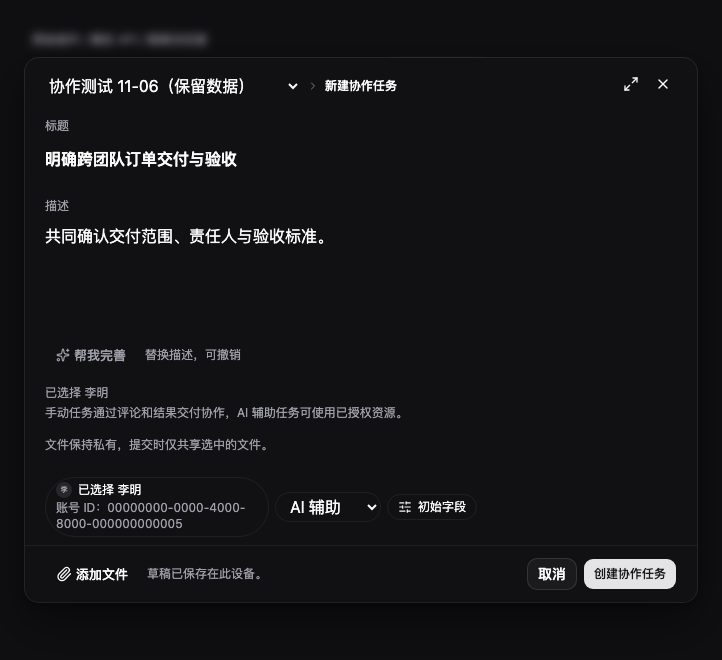 协作测试 11-06（保留数据） 新建协作任务
标题
明确跨团队订单交付与验收
描述
共同确认交付范围、责任人与验收标准。
帮我完善 替换描述，可撤销
已选择 李明
手动任务通过评论和结果交付协作，AI 辅助任务可使用已授权资源。
文件保持私有，提交时仅共享选中的文件。
李 已选择 李明
账号 ID：00000000-0000-4000-
8000-000000000005
AI 辅助 初始字段
添加文件 草稿已保存在此设备。 取消 创建协作任务